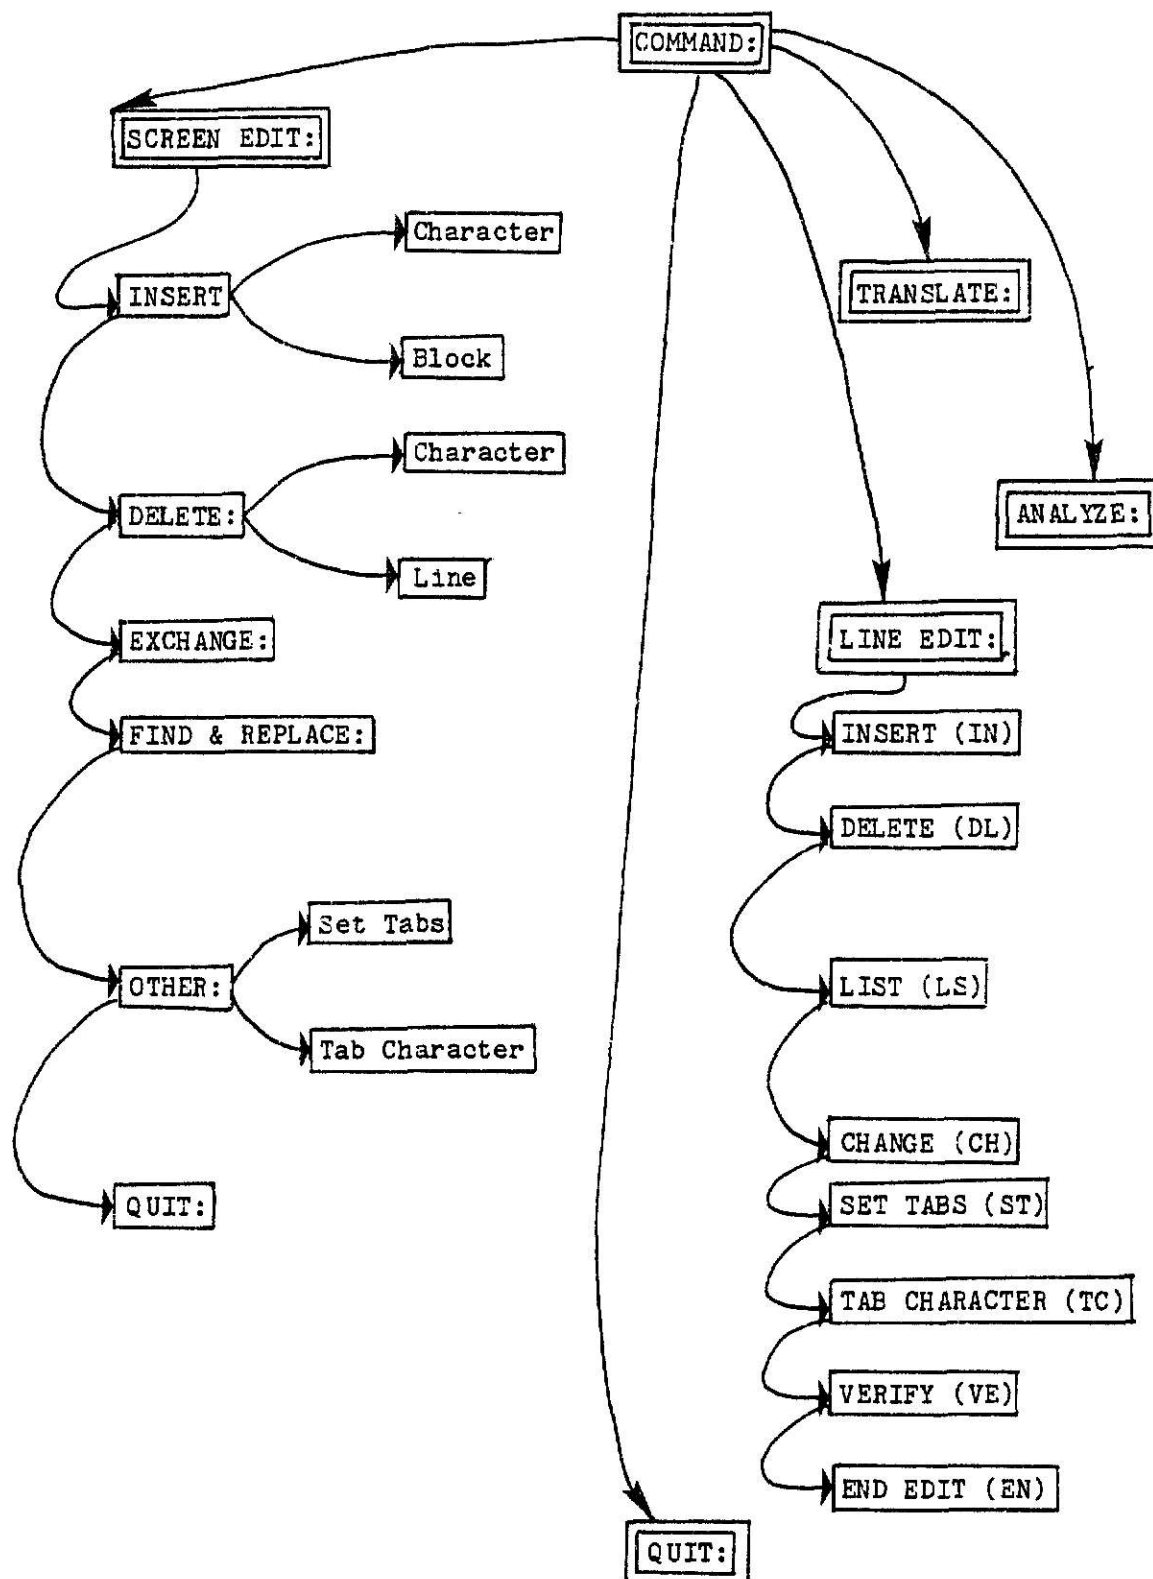 COMMAND:
SCREEN EDIT:
INSERT
Character
Block
DELETE:
Character
Line
EXCHANGE:
FIND & REPLACE:
OTHER:
Set Tabs
Tab Character
QUIT:
TRANSLATE:
ANALYZE:
LINE EDIT:
INSERT (IN)
DELETE (DL)
LIST (LS)
CHANGE (CH)
SET TABS (ST)
TAB CHARACTER (TC)
VERIFY (VE)
END EDIT (EN)
QUIT: